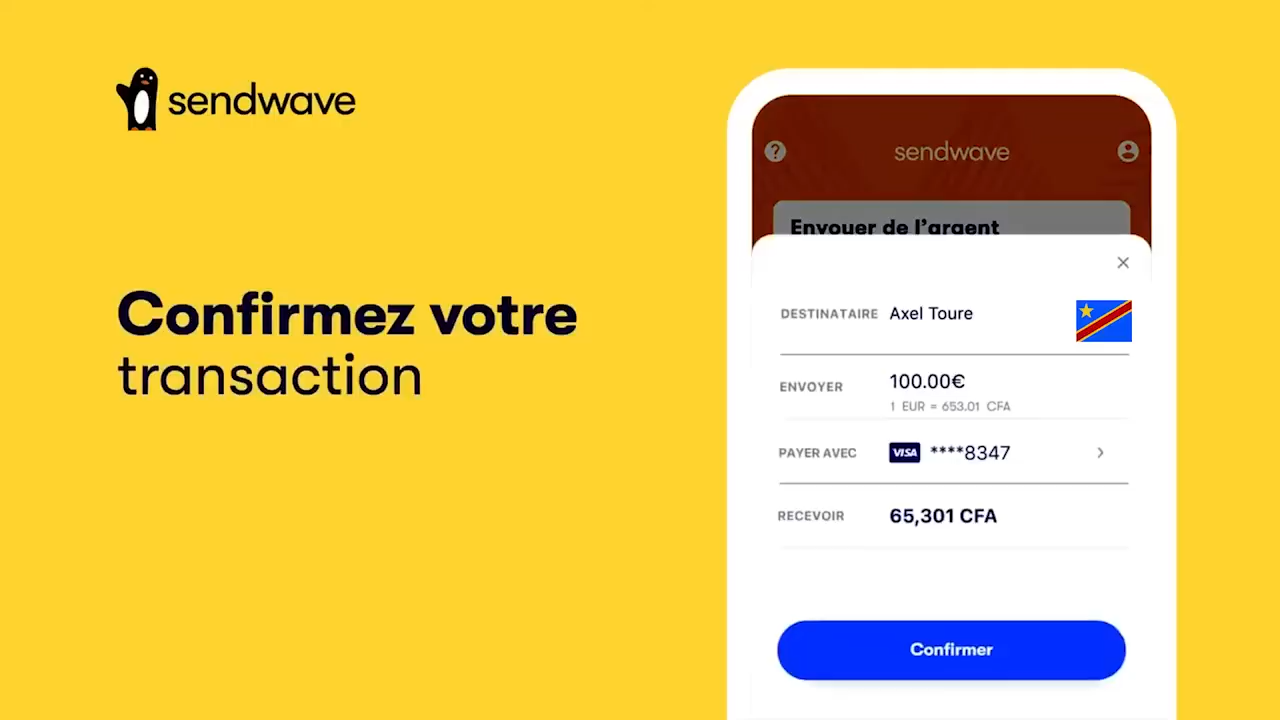 sendwave
Confirmez votre
transaction
sendwave
Envoyer de l'argent
DESTINATAIRE Axel Toure
ENVOYER 100.00€
1 EUR = 653.01 CFA
PAYER AVEC VISA ****8347
RECEVOIR 65,301 CFA
Confirmer